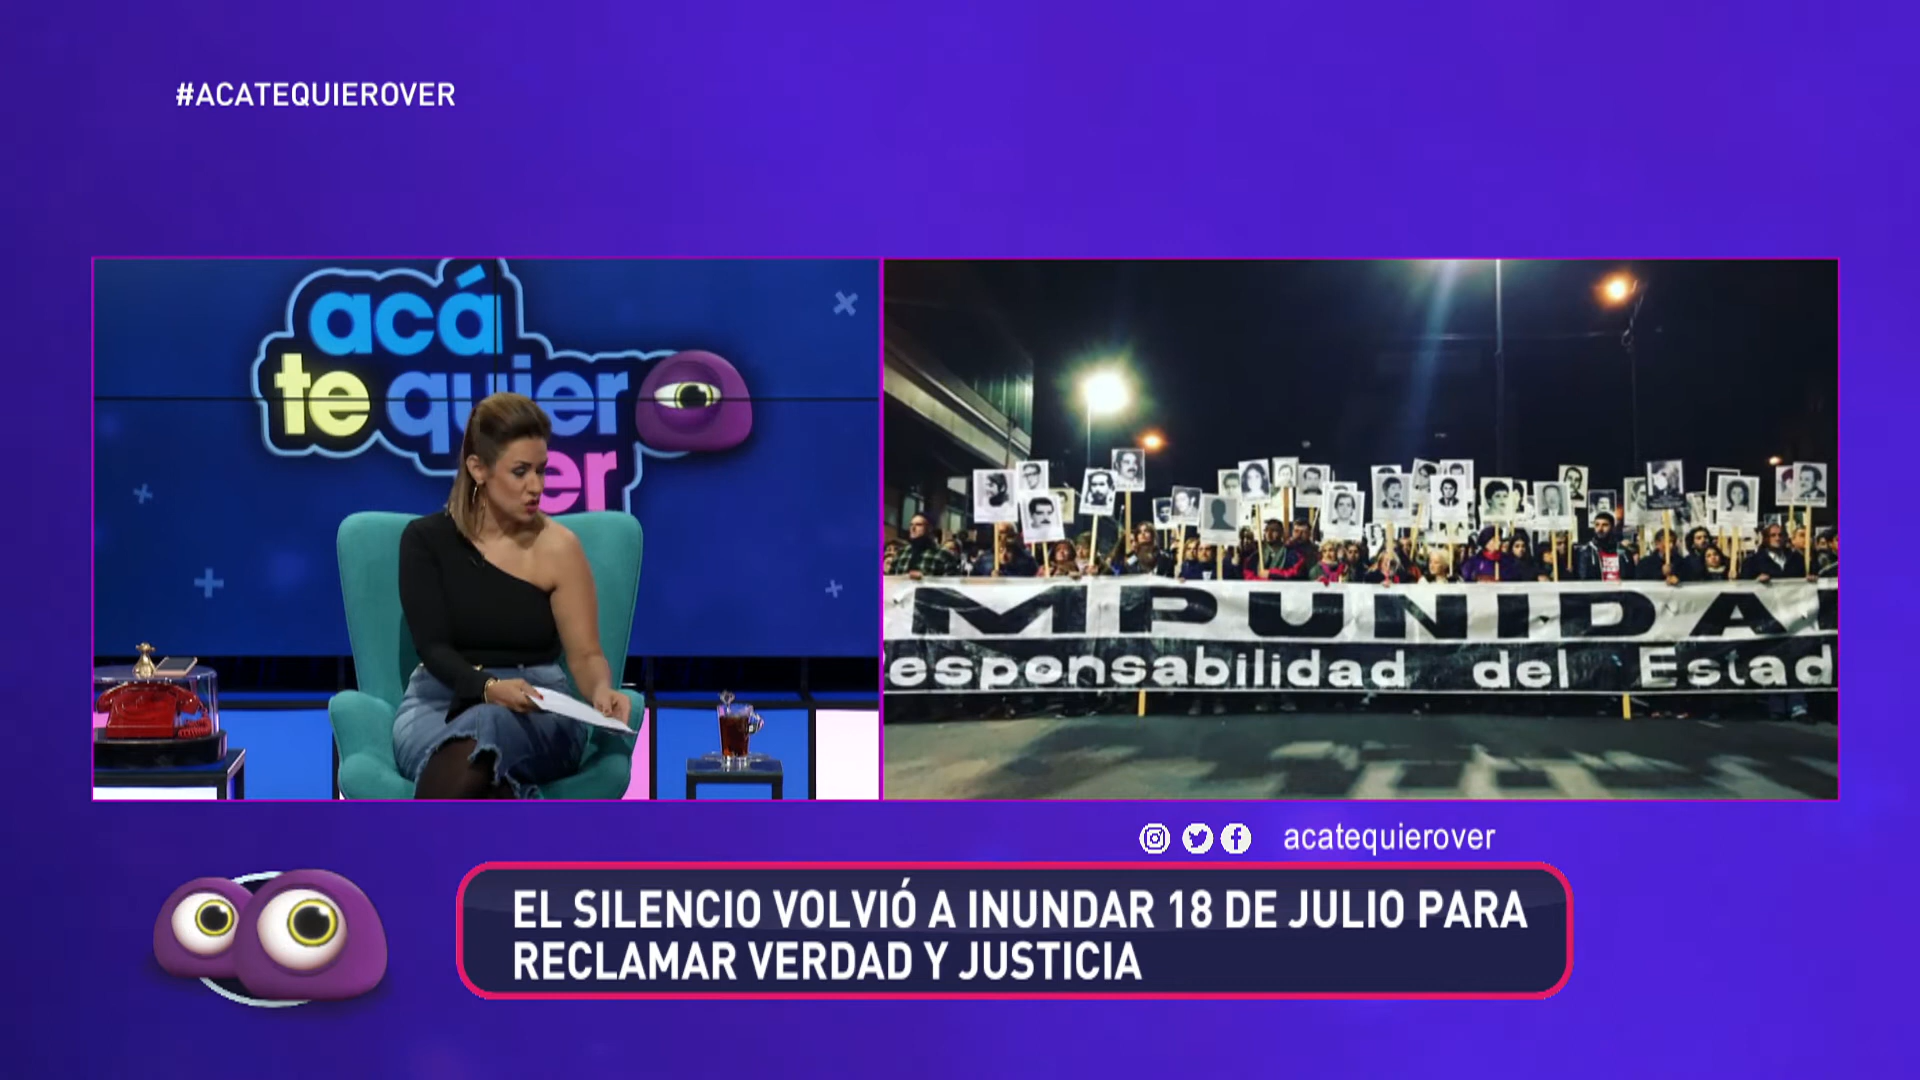 #ACATEQUIEROVER
acá
te quier
er
MPUNIDA
esponsabilidad del Estad
acatequierover
EL SILENCIO VOLVIÓ A INUNDAR 18 DE JULIO PARA
RECLAMAR VERDAD Y JUSTICIA